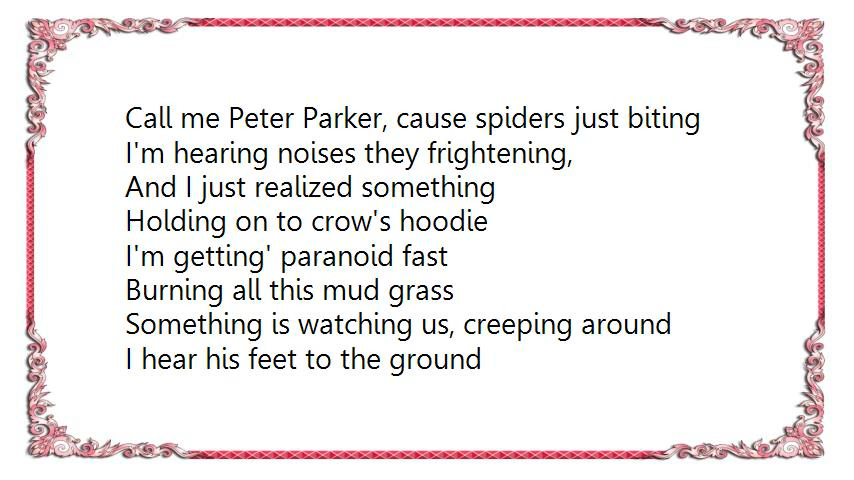 Call me Peter Parker, cause spiders just biting
I'm hearing noises they frightening,
And I just realized something
Holding on to crow's hoodie
I'm getting' paranoid fast
Burning all this mud grass
Something is watching us, creeping around
I hear his feet to the ground